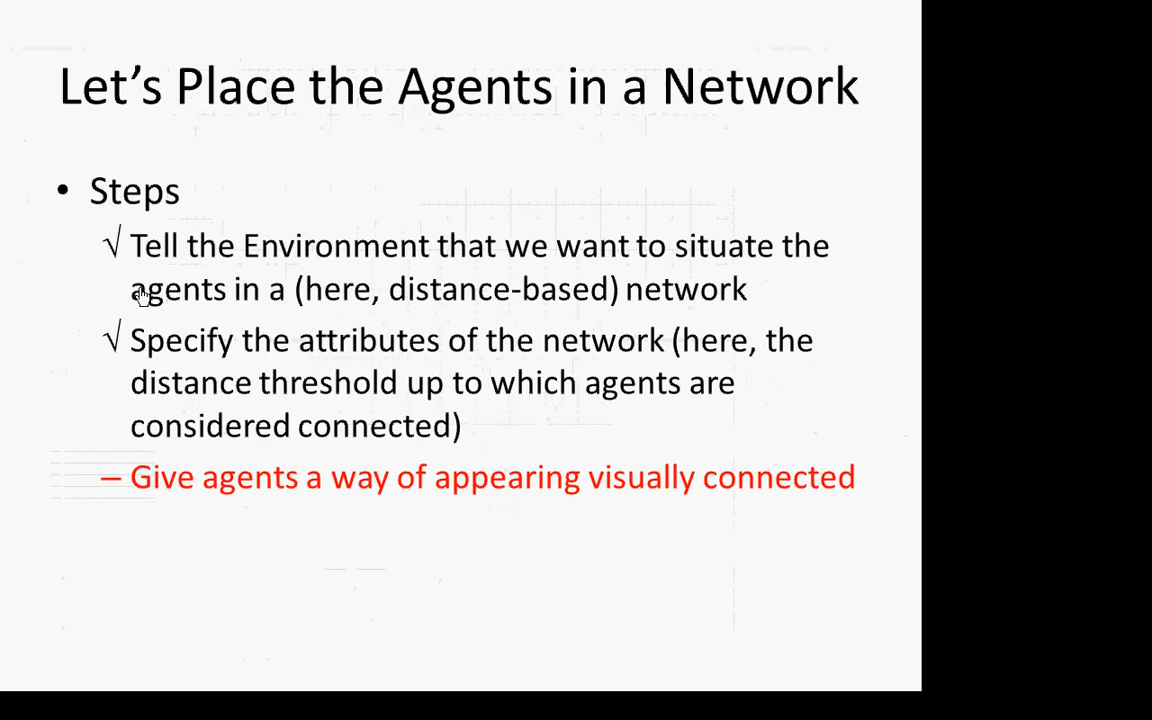 Let’s Place the Agents in a Network
• Steps
√ Tell the Environment that we want to situate the
agents in a (here, distance-based) network
√ Specify the attributes of the network (here, the
distance threshold up to which agents are
considered connected)
– Give agents a way of appearing visually connected